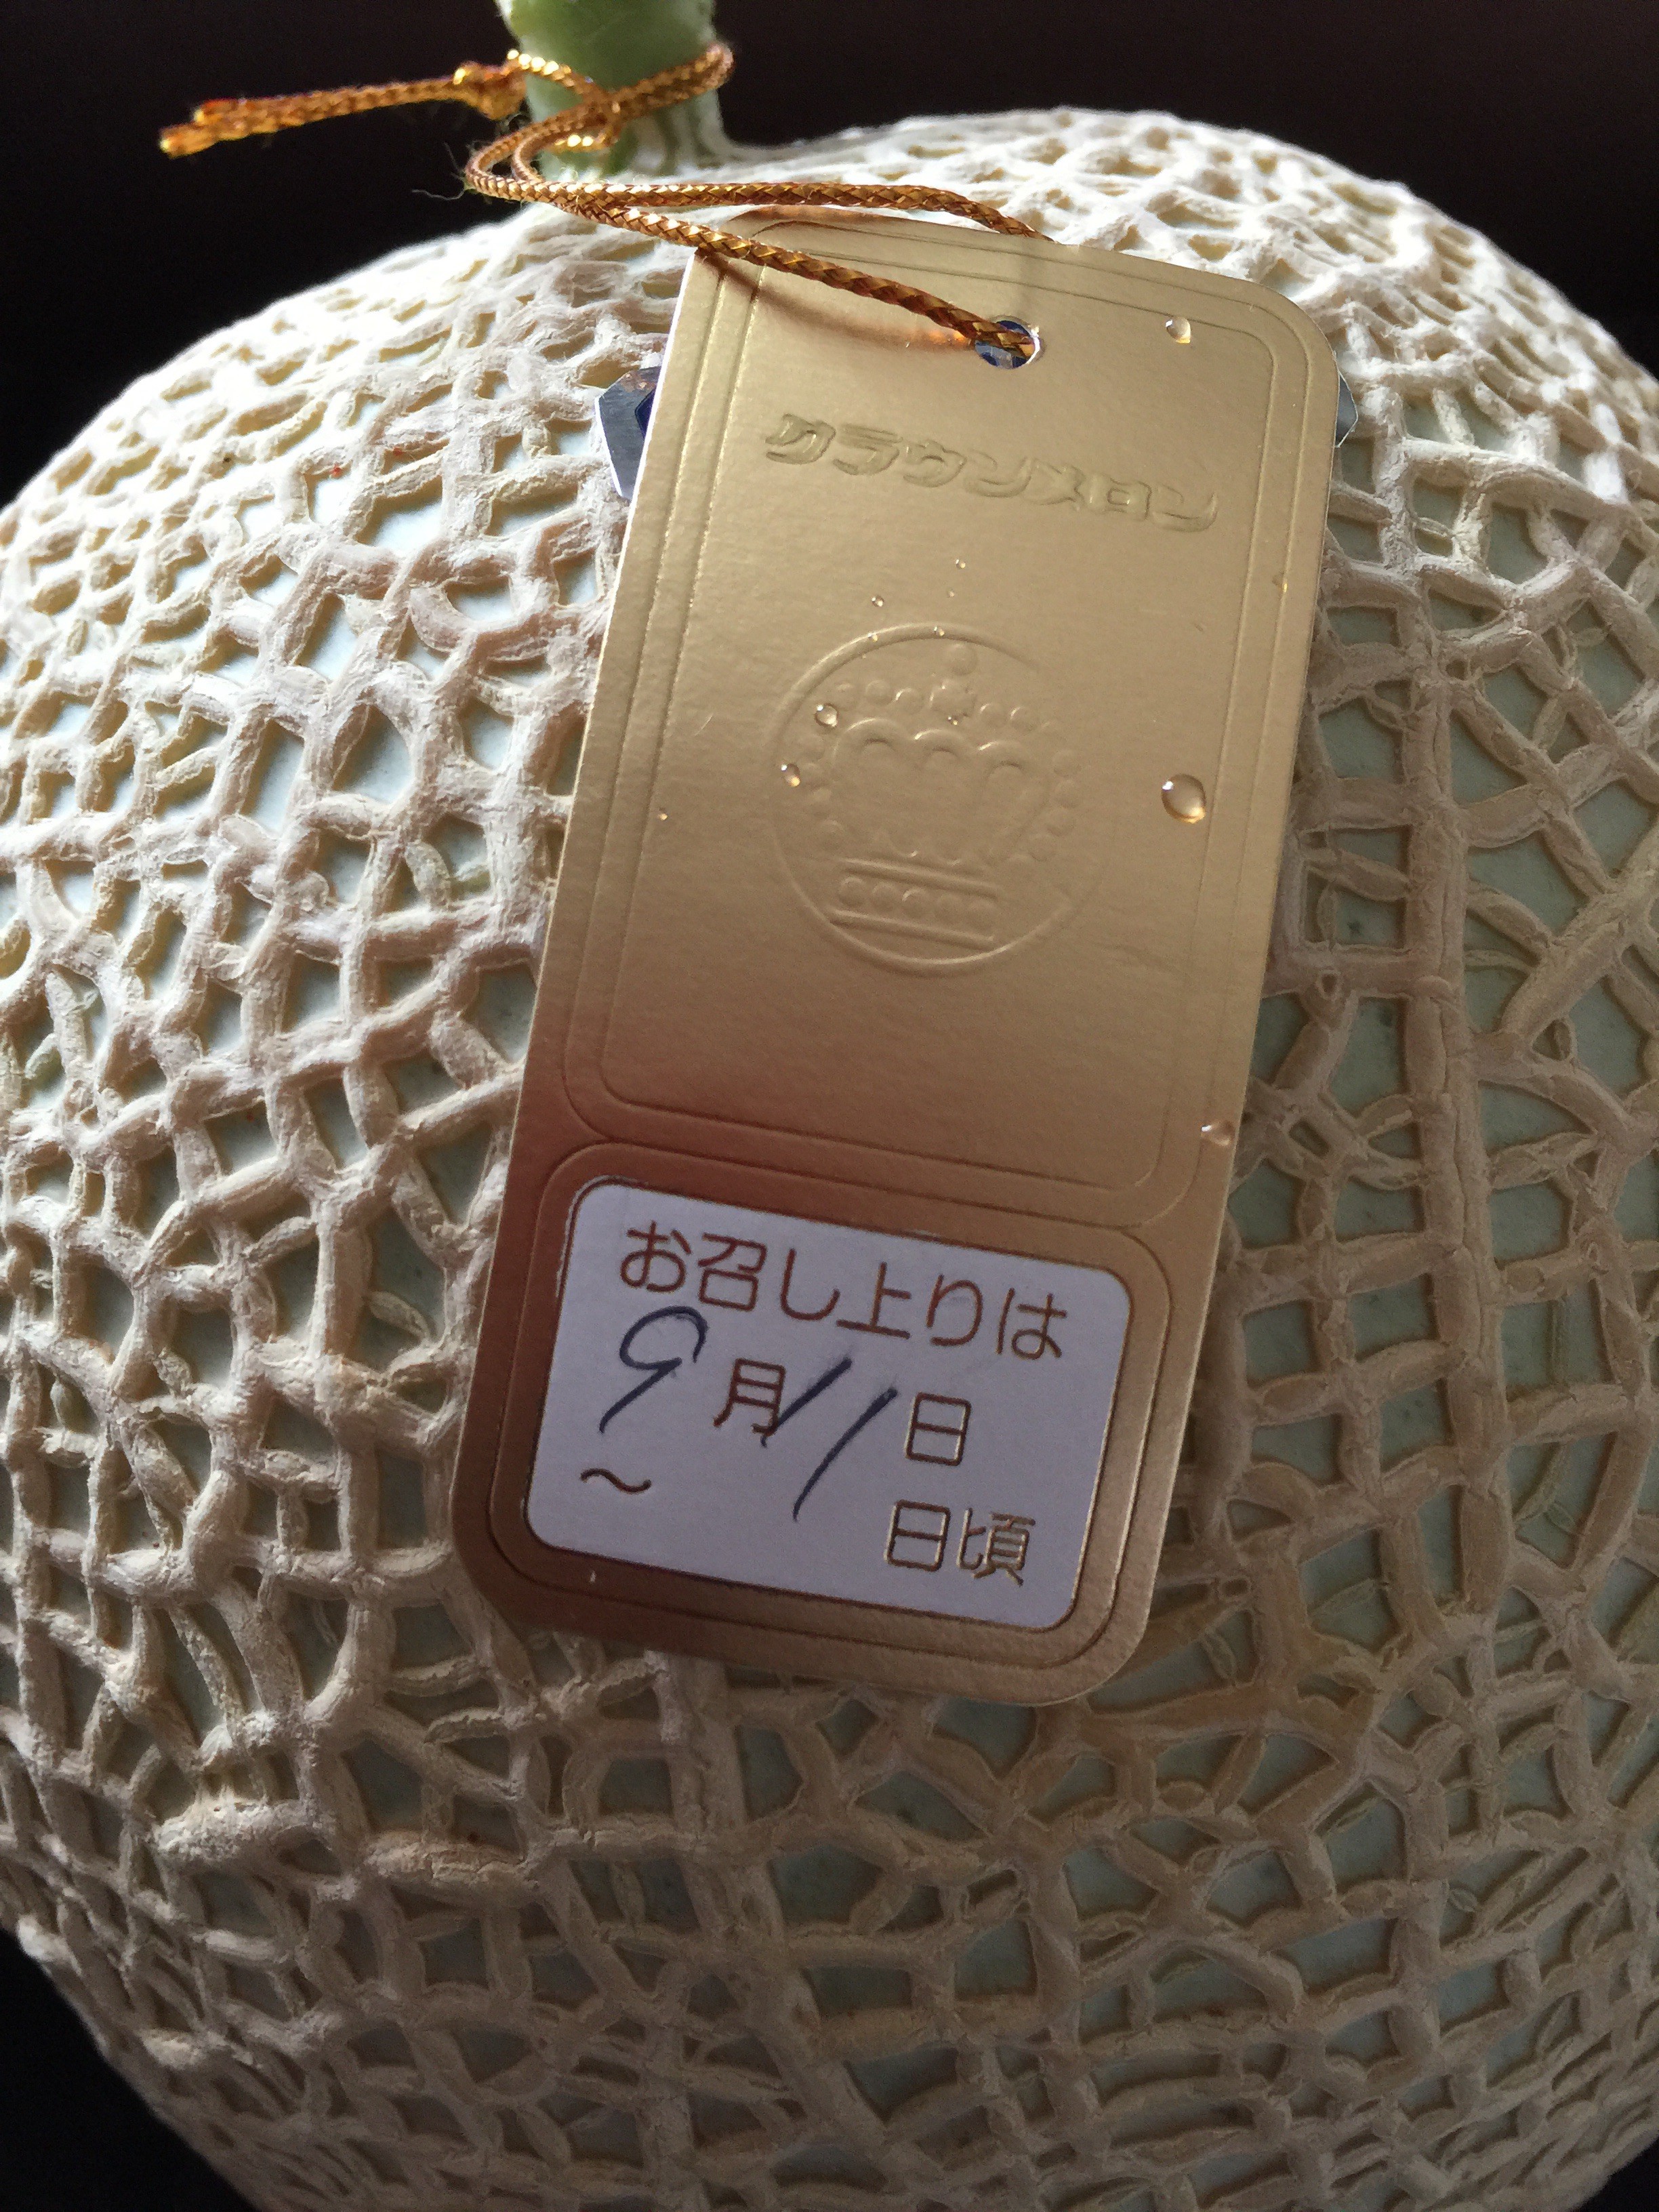 クラウンメロン
お召し上りは
9月11日
〜 日頃